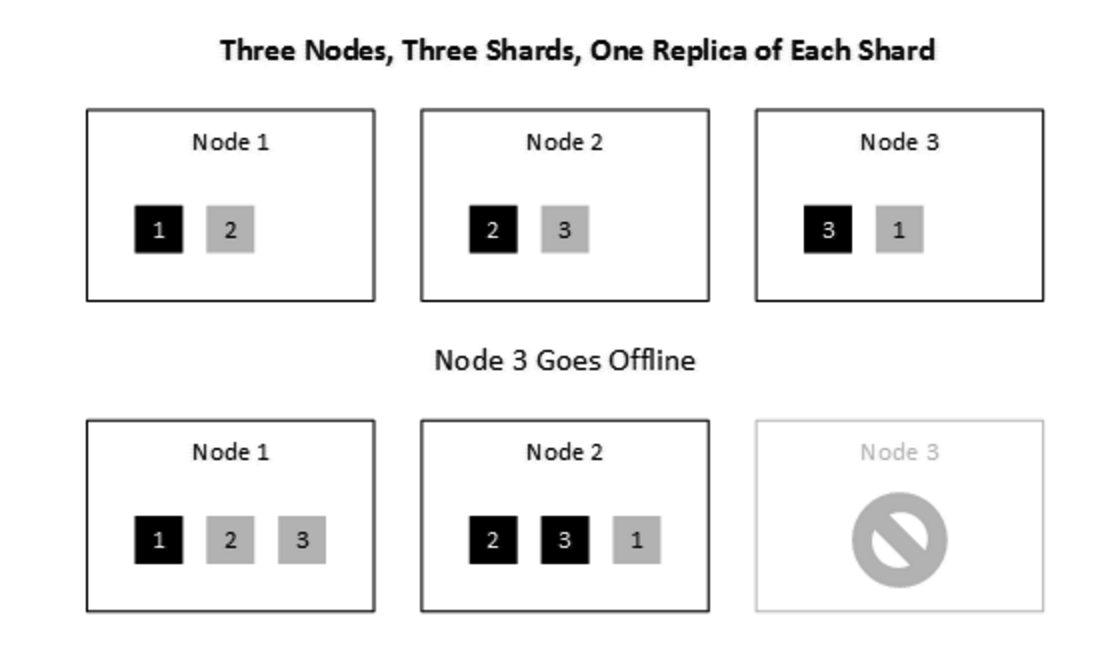 Three Nodes, Three Shards, One Replica of Each Shard
Node 1
1 2
Node 2
2 3
Node 3
3 1
Node 3 Goes Offline
Node 1
1 2 3
Node 2
2 3 1
Node 3